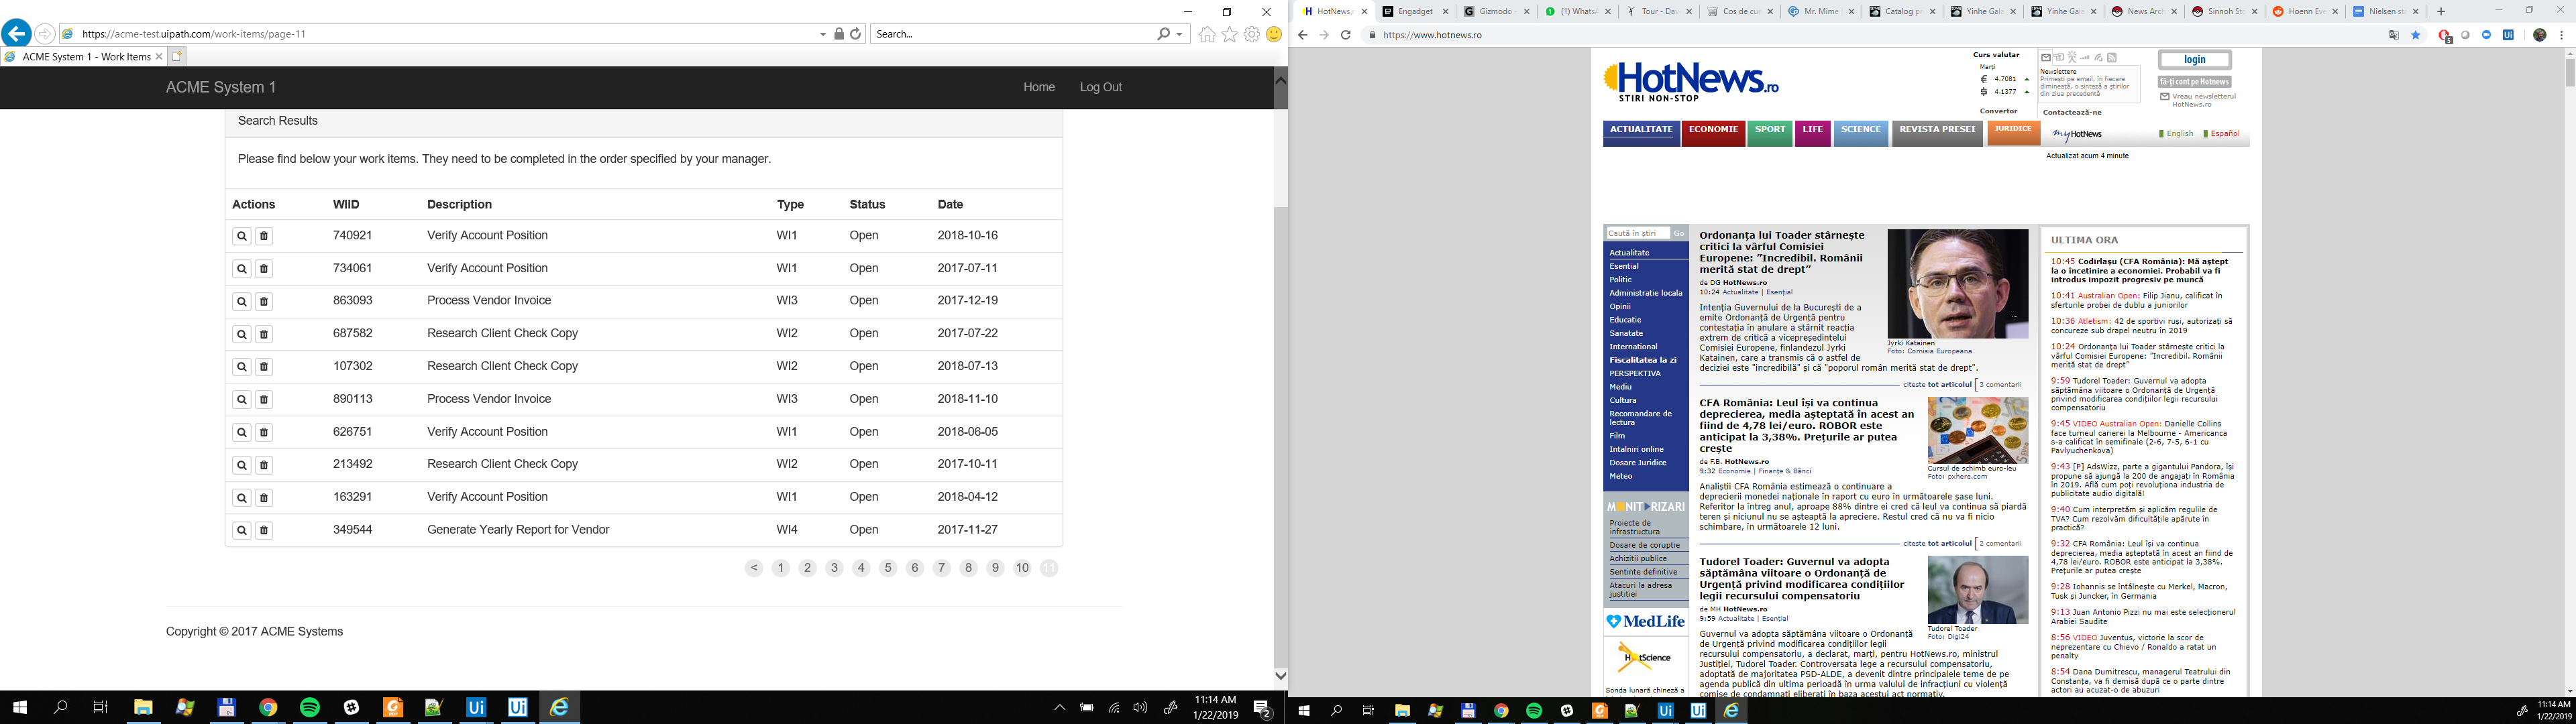 https://acme-test.uipath.com/work-items/page-11
Search...
ACME System 1 - Work Items
ACME System 1
Home
Log Out
Search Results
Please find below your work items. They need to be completed in the order specified by your manager.
Actions WIID Description Type Status Date
740921 Verify Account Position WI1 Open 2018-10-16
734061 Verify Account Position WI1 Open 2017-07-11
863093 Process Vendor Invoice WI3 Open 2017-12-19
687582 Research Client Check Copy WI2 Open 2017-07-22
107302 Research Client Check Copy WI2 Open 2018-07-13
890113 Process Vendor Invoice WI3 Open 2018-11-10
626751 Verify Account Position WI1 Open 2018-06-05
213492 Research Client Check Copy WI2 Open 2017-10-11
163291 Verify Account Position WI1 Open 2018-04-12
349544 Generate Yearly Report for Vendor WI4 Open 2017-11-27
< 1 2 3 4 5 6 7 8 9 10 11
Copyright © 2017 ACME Systems
11:14 AM
1/22/2019
2
HotNews.r
Engadget
Gizmodo
(1) WhatsA
Tour - Dav
Cos de cum
Mr. Mime
Catalog pr
Yinhe Gala
Yinhe Gala
News Arch
Sinnoh Sto
Hoenn Eve
Nielsen sta
https://www.hotnews.ro
HotNews.ro
STIRI NON-STOP
Curs valutar
Marți
€ 4.7081
$ 4.1377
Convertor
Newslettere
Primești pe email, în fiecare
dimineață, o sinteză a știrilor
din ziua precedentă
Contactează-ne
login
fă-ți cont pe Hotnews
Vreau newsletterul
HotNews.ro
ACTUALITATE
ECONOMIE
SPORT
LIFE
SCIENCE
REVISTA PRESEI
JURIDICE
my HotNews
English
Español
Actualizat acum 4 minute
Caută în știri
Go
Actualitate
Esential
Politic
Administratie locala
Opinii
Educatie
Sanatate
International
Fiscalitatea la zi
PERSPEKTIVA
Mediu
Cultura
Recomandare de
lectura
Film
Intalniri online
Dosare Juridice
Meteo
MONITORIZARI
Proiecte de
infrastructura
Dosare de coruptie
Achizitii publice
Sentinte definitive
Atacuri la adresa
justitiei
MedLife
HotScience
Sonda lunară chineză a
Ordonanța lui Toader stârnește
critici la vârful Comisiei
Europene: "Incredibil. Românii
merită stat de drept"
de DG HotNews.ro
10:24 Actualitate | Esențial
Intenția Guvernului de la București de a
emite Ordonanță de Urgență pentru
contestația în anulare a stârnit reacția
extrem de critică a vicepreședintelui
Comisiei Europene, finlandezul Jyrki
Katainen, care a transmis că o astfel de
deciziei este "incredibilă" și că "poporul român merită stat de drept".
Jyrki Katainen
Foto: Comisia Europeana
citeste tot articolul
3 comentarii
CFA România: Leul își va continua
deprecierea, media așteptată în acest an
fiind de 4,78 lei/euro. ROBOR este
anticipat la 3,38%. Prețurile ar putea
crește
de F.B. HotNews.ro
9:32 Economie | Finanțe & Bănci
Analiștii CFA România estimează o continuare a
deprecierii monedei naționale în raport cu euro în următoarele șase luni.
Referitor la întreg anul, aproape 88% dintre ei cred că leul va continua să piardă
teren și niciunul nu se așteaptă la apreciere. Restul cred că nu va fi nicio
schimbare, în următoarele 12 luni.
Cursul de schimb euro-leu
Foto: pxhere.com
citeste tot articolul
2 comentarii
Tudorel Toader: Guvernul va adopta
săptămâna viitoare o Ordonanță de
Urgență privind modificarea condițiilor
legii recursului compensatoriu
de MH HotNews.ro
9:59 Actualitate | Esențial
Guvernul va adopta săptămâna viitoare o Ordonanță
de Urgență privind modificarea condițiilor legii
recursului compensatoriu, a declarat, marți, pentru HotNews.ro, ministrul
Justiției, Tudorel Toader. Controversata lege a recursului compensatoriu,
adoptată de majoritatea PSD-ALDE, a devenit dintre principalele teme de pe
agenda publică din ultima perioadă în urma valului de infracțiuni cu violență
comise de condamnați eliberați în baza acestui act normativ.
Tudorel Toader
Foto: Digi24
ULTIMA ORA
10:45 Codirlașu (CFA România): Mă aștept
la o încetinire a economiei. Probabil va fi
introdus impozit progresiv pe muncă
10:41 Australian Open: Filip Jianu, calificat în
sferturile probei de dublu a juniorilor
10:36 Atletism: 42 de sportivi ruși, autorizați să
concureze sub drapel neutru în 2019
10:24 Ordonanța lui Toader stârnește critici la
vârful Comisiei Europene: "Incredibil. Românii
merită stat de drept"
9:59 Tudorel Toader: Guvernul va adopta
săptămâna viitoare o Ordonanță de Urgență
privind modificarea condițiilor legii recursului
compensatoriu
9:45 VIDEO Australian Open: Danielle Collins
face turneul carierei la Melbourne - Americanca
s-a calificat în semifinale (2-6, 7-5, 6-1 cu
Pavlyuchenkova)
9:43 [P] AdsWizz, parte a gigantului Pandora, își
propune să ajungă la 200 de angajați în România
în 2019. Află cum poți revoluționa industria de
publicitate audio digitală!
9:40 Cum interpretăm și aplicăm regulile de
TVA? Cum rezolvăm dificultățile apărute în
practică?
9:32 CFA România: Leul își va continua
deprecierea, media așteptată în acest an fiind de
4,78 lei/euro. ROBOR este anticipat la 3,38%.
Prețurile ar putea crește
9:28 Iohannis se întâlnește cu Merkel, Macron,
Tusk și Juncker, în Germania
9:13 Juan Antonio Pizzi nu mai este selecționerul
Arabiei Saudite
8:56 VIDEO Juventus, victorie la scor de
neprezentare cu Chievo / Ronaldo a ratat un
penalty
8:54 Dana Dumitrescu, managerul Teatrului din
Constanța, va fi demisă după ce o parte dintre
actori au acuzat-o de abuzuri
11:14 AM
1/22/2019